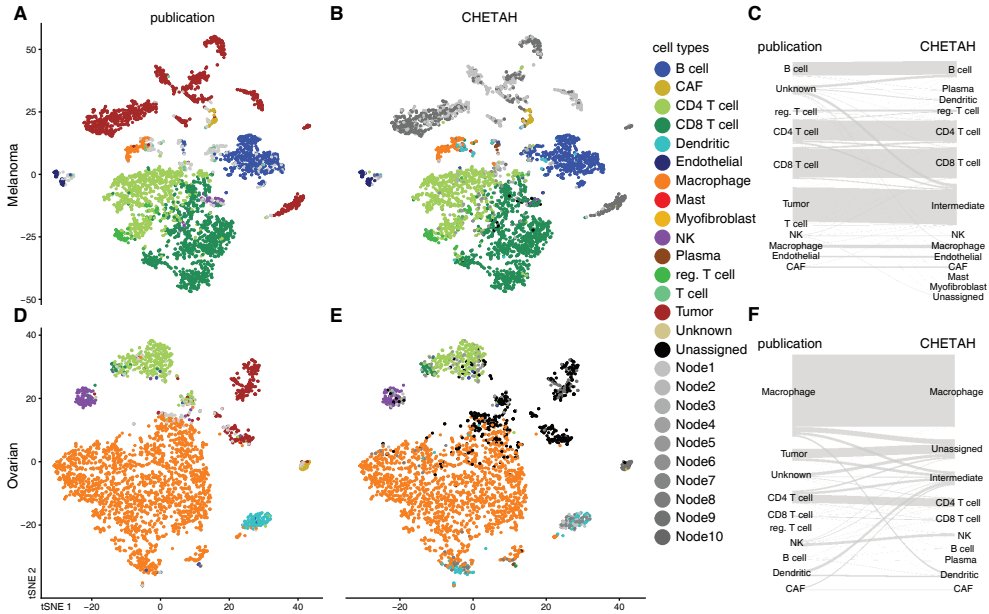 A
publication
B
CHETAH
C
publication
CHETAH
Melanoma
50
25
0
−25
−50
cell types
B cell
CAF
CD4 T cell
CD8 T cell
Dendritic
Endothelial
Macrophage
Mast
Myofibroblast
NK
Plasma
reg. T cell
T cell
Tumor
Unknown
Unassigned
Node1
Node2
Node3
Node4
Node5
Node6
Node7
Node8
Node9
Node10
B cell
Unknown
reg. T cell
CD4 T cell
CD8 T cell
Tumor
T cell
NK
Macrophage
Endothelial
CAF
B cell
Plasma
Dendritic
reg. T cell
CD4 T cell
CD8 T cell
Intermediate
NK
Macrophage
Endothelial
CAF
Mast
Myofibroblast
Unassigned
D
E
F
publication
CHETAH
Ovarian
40
20
0
−20
tSNE 2
tSNE 1
−20
0
20
40
−20
0
20
40
Macrophage
Tumor
Unknown
CD4 T cell
CD8 T cell
reg. T cell
NK
B cell
Dendritic
CAF
Macrophage
Unassigned
Intermediate
CD4 T cell
CD8 T cell
NK
B cell
Plasma
Dendritic
CAF